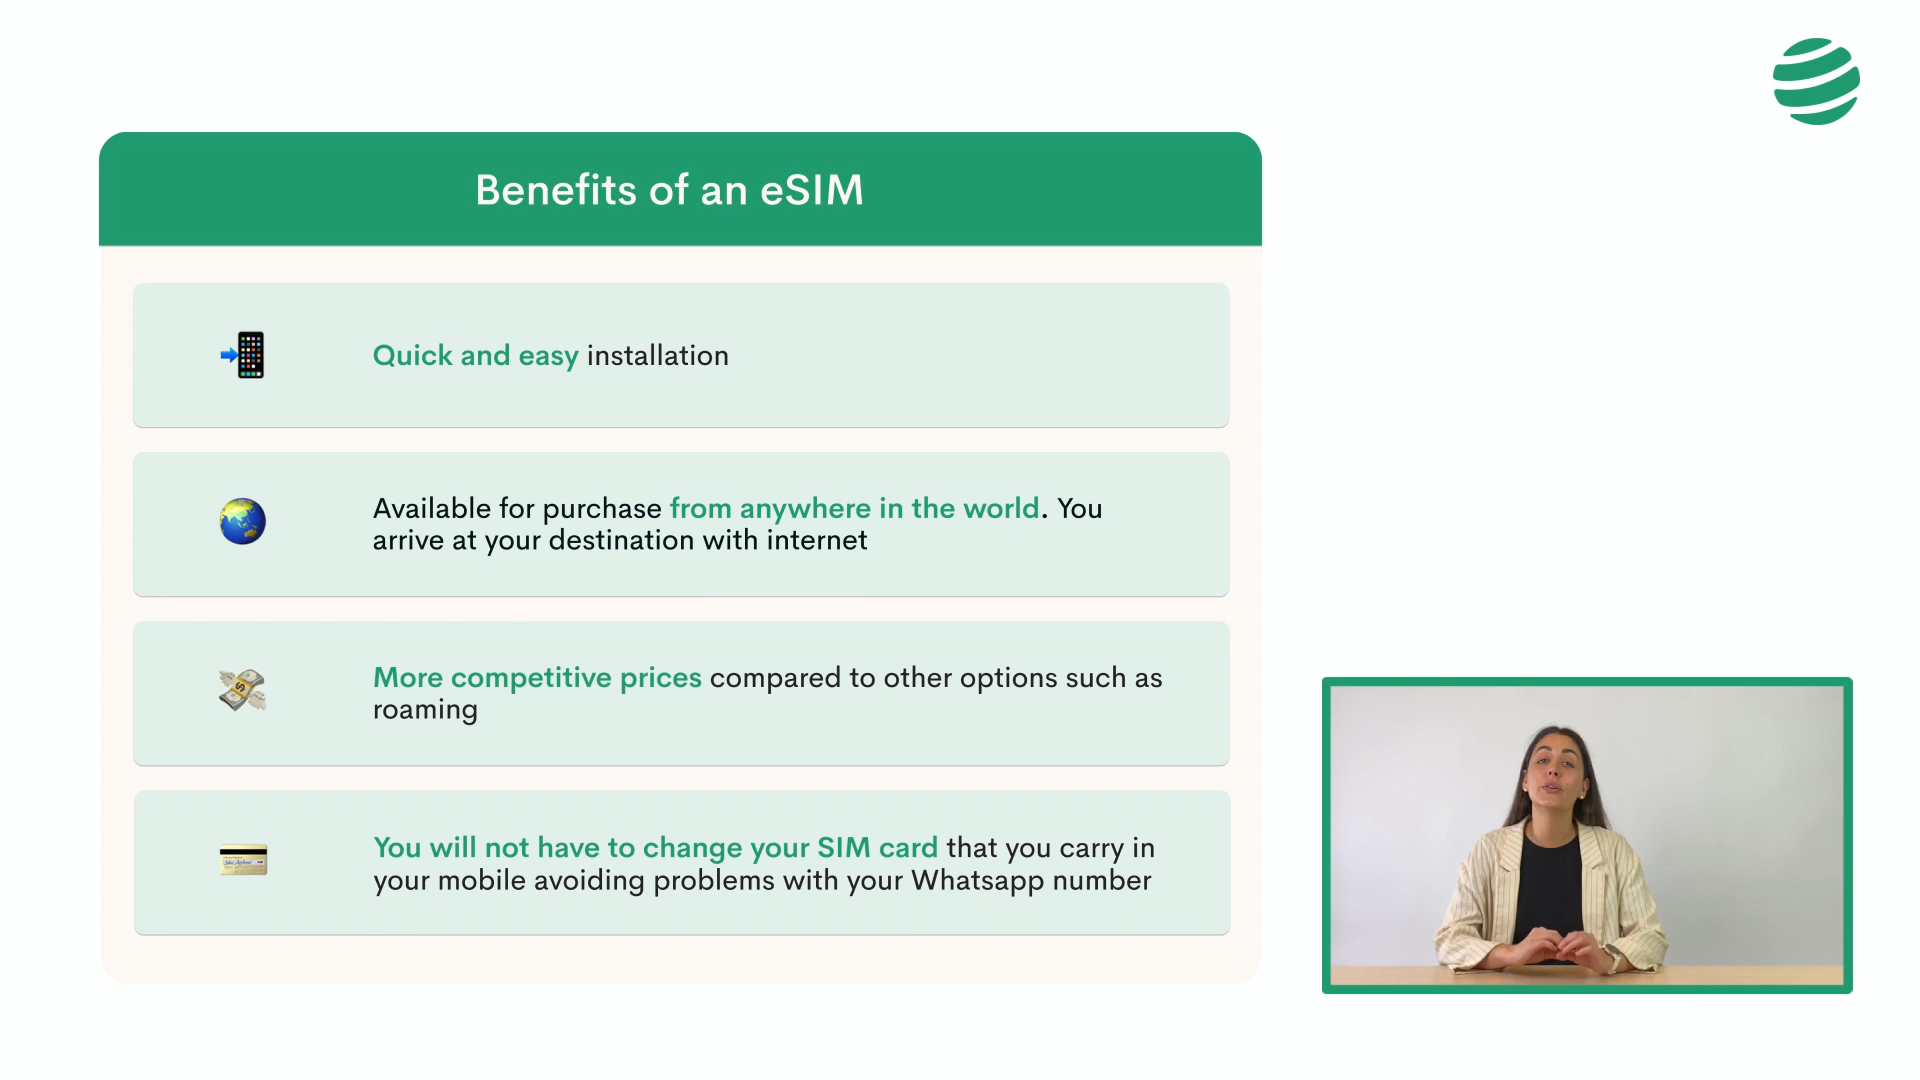 Benefits of an eSIM
Quick and easy installation
Available for purchase from anywhere in the world. You
arrive at your destination with internet
More competitive prices compared to other options such as
roaming
You will not have to change your SIM card that you carry in
your mobile avoiding problems with your Whatsapp number